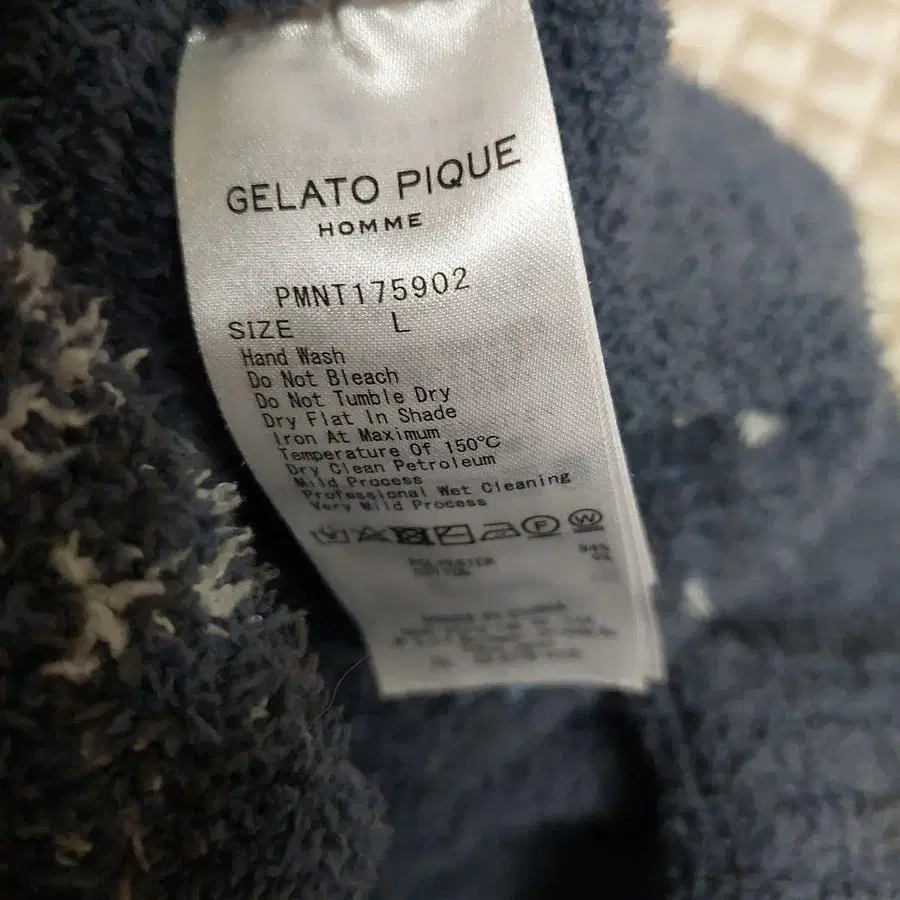 GELATO PIQUE
HOMME
PMNT175902
SIZE L
Hand Wash
Do Not Bleach
Do Not Tumble Dry
Dry Flat In Shade
Iron At Maximum
Temperature Of 150℃
Dry Clean Petroleum
Mild Process
Professional Wet Cleaning
Very Mild Process
F W
POLYESTER